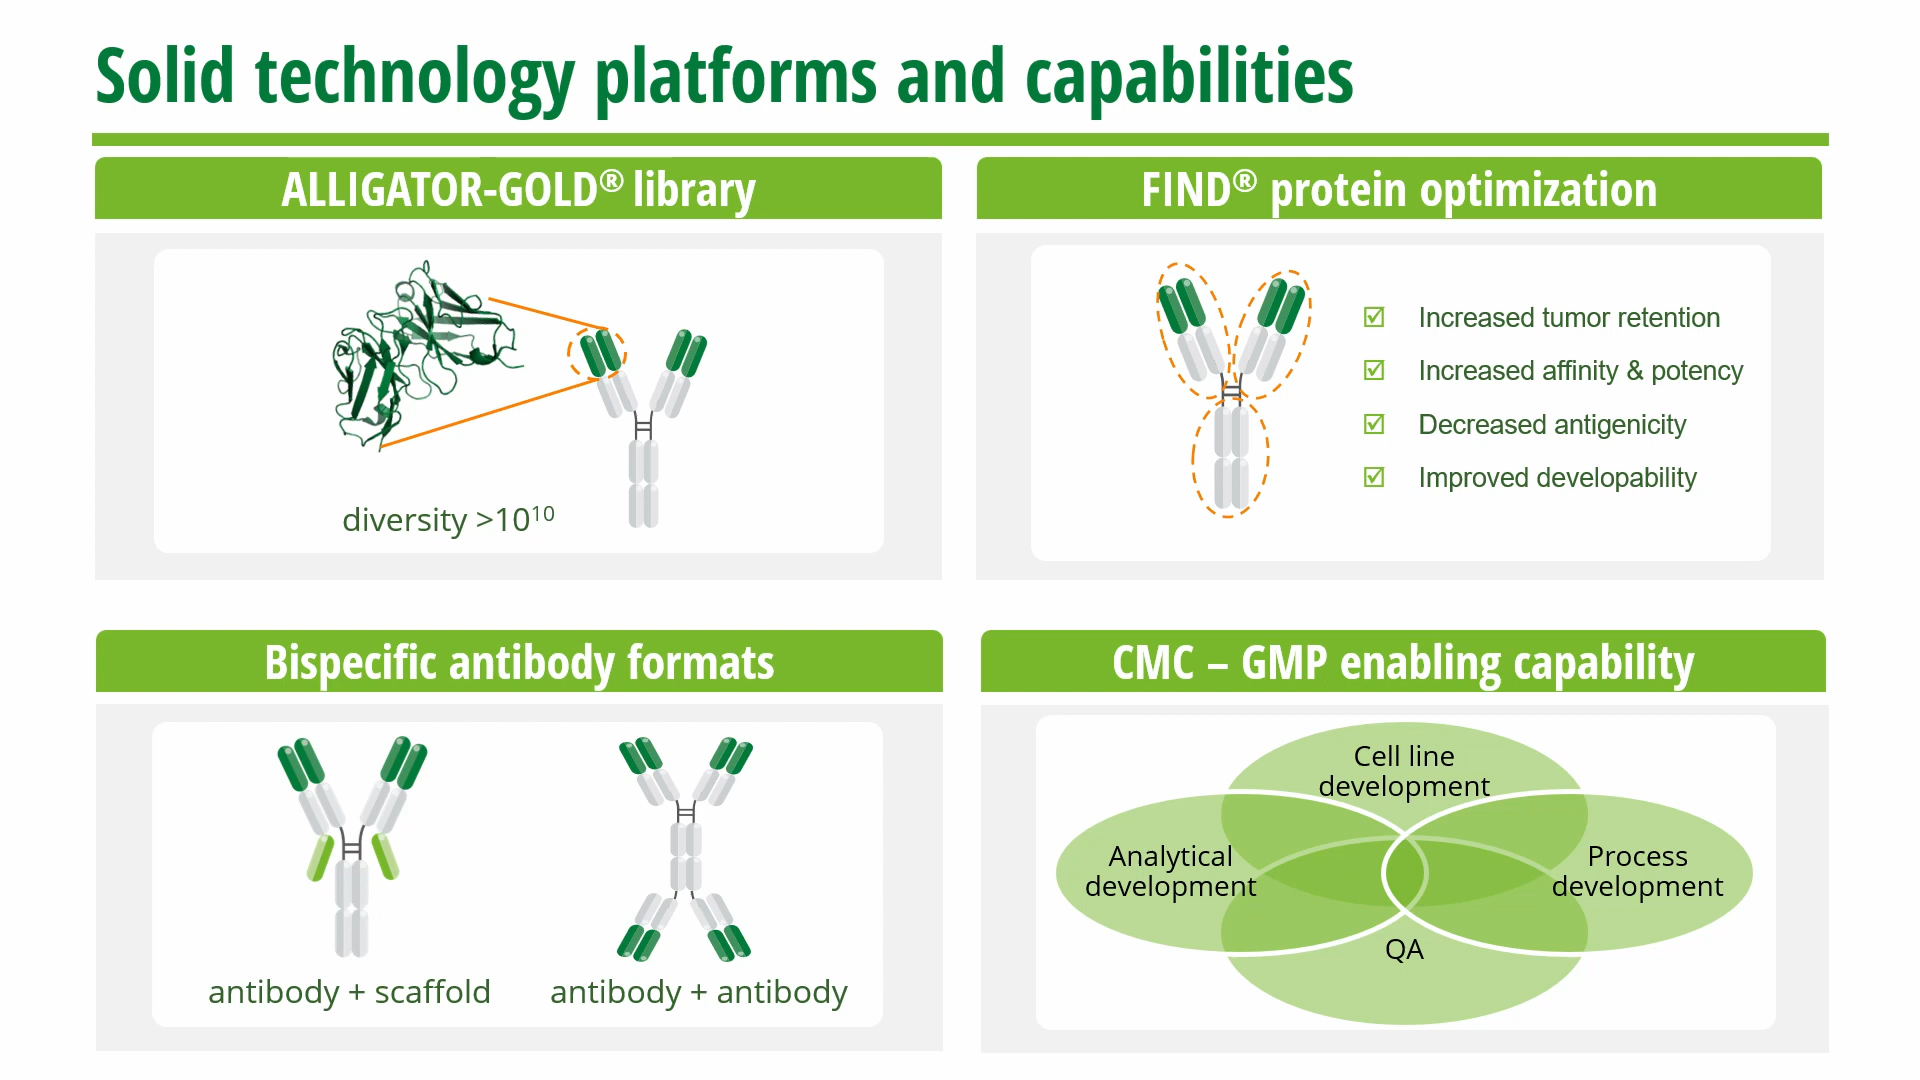 Solid technology platforms and capabilities
ALLIGATOR-GOLD® library
diversity >10¹⁰
FIND® protein optimization
☑ Increased tumor retention
☑ Increased affinity & potency
☑ Decreased antigenicity
☑ Improved developability
Bispecific antibody formats
antibody + scaffold
antibody + antibody
CMC – GMP enabling capability
Cell line
development
Analytical
development
Process
development
QA